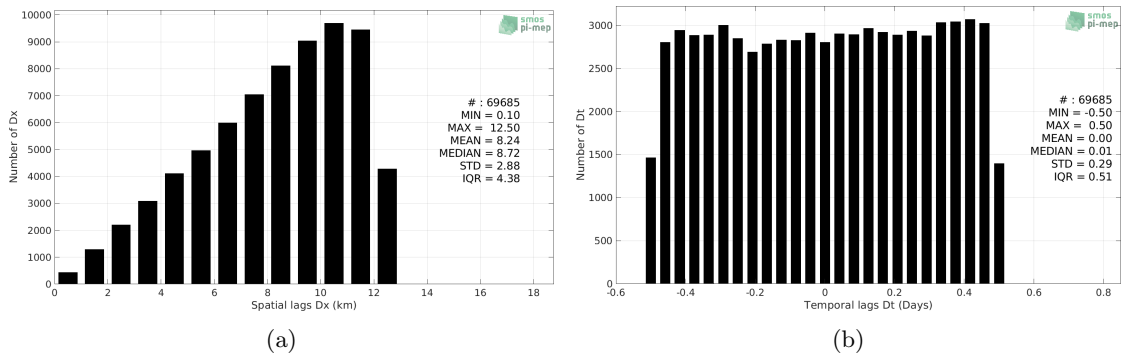 10000
9000
8000
7000
6000
5000
4000
3000
2000
1000
0
Number of Dx
0 2 4 6 8 10 12 14 16 18
Spatial lags Dx (km)
smos
pi-mep
# : 69685
MIN = 0.10
MAX = 12.50
MEAN = 8.24
MEDIAN = 8.72
STD = 2.88
IQR = 4.38
(a)
3000
2500
2000
1500
1000
500
0
Number of Dt
-0.6 -0.4 -0.2 0 0.2 0.4 0.6 0.8
Temporal lags Dt (Days)
smos
pi-mep
# : 69685
MIN = -0.50
MAX = 0.50
MEAN = 0.00
MEDIAN = 0.01
STD = 0.29
IQR = 0.51
(b)